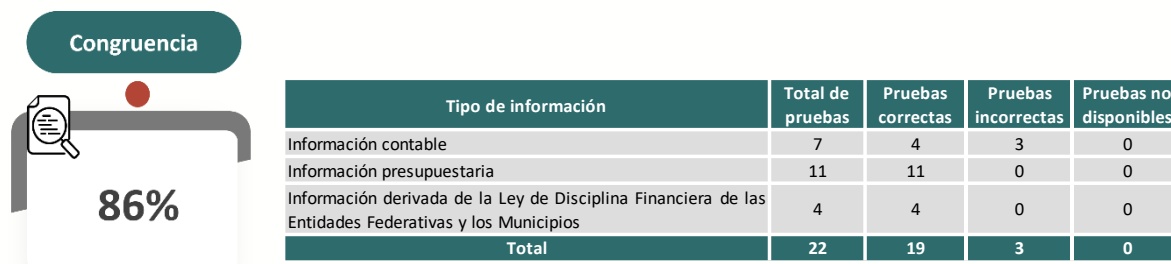 Congruencia
86%
Tipo de información
Total de
pruebas
Pruebas
correctas
Pruebas
incorrectas
Pruebas no
disponibles
Información contable 7 4 3 0
Información presupuestaria 11 11 0 0
Información derivada de la Ley de Disciplina Financiera de las
Entidades Federativas y los Municipios 4 4 0 0
Total 22 19 3 0